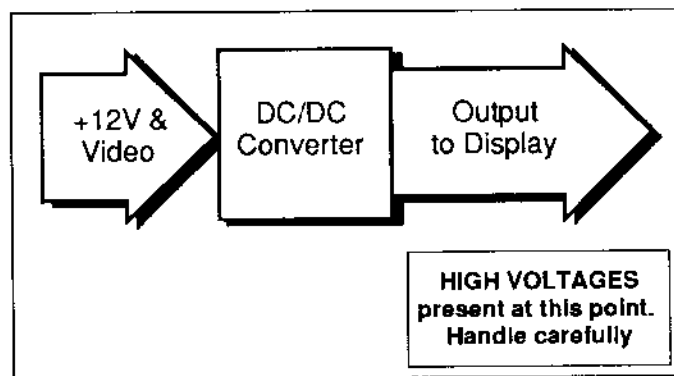 +12V &
Video
DC/DC
Converter
Output
to Display
HIGH VOLTAGES
present at this point.
Handle carefully